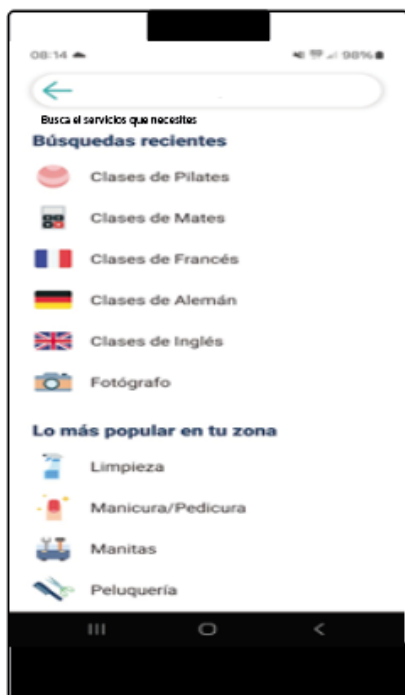 08:14
98%
Busca el servicios que necesites
Búsquedas recientes
Clases de Pilates
Clases de Mates
Clases de Francés
Clases de Alemán
Clases de Inglés
Fotógrafo
Lo más popular en tu zona
Limpieza
Manicura/Pedicura
Manitas
Peluquería